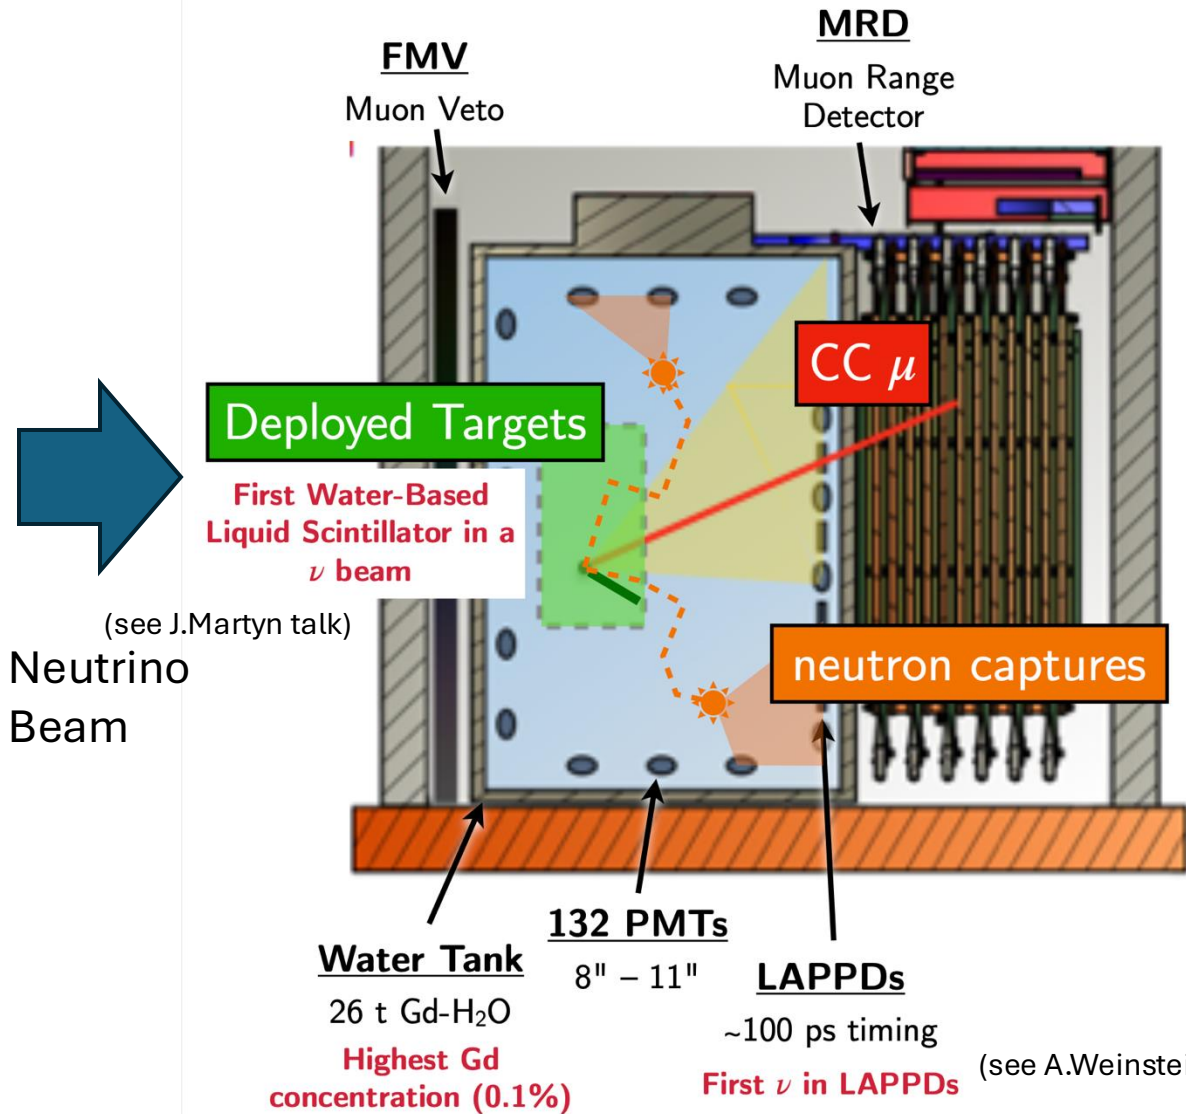 FMV
Muon Veto
MRD
Muon Range
Detector
CC μ
Deployed Targets
First Water-Based
Liquid Scintillator in a
ν beam
(see J.Martyn talk)
Neutrino
Beam
neutron captures
132 PMTs
8" – 11"
Water Tank
26 t Gd-H₂O
Highest Gd
concentration (0.1%)
LAPPDs
~100 ps timing
First ν in LAPPDs
(see A.Weinstei